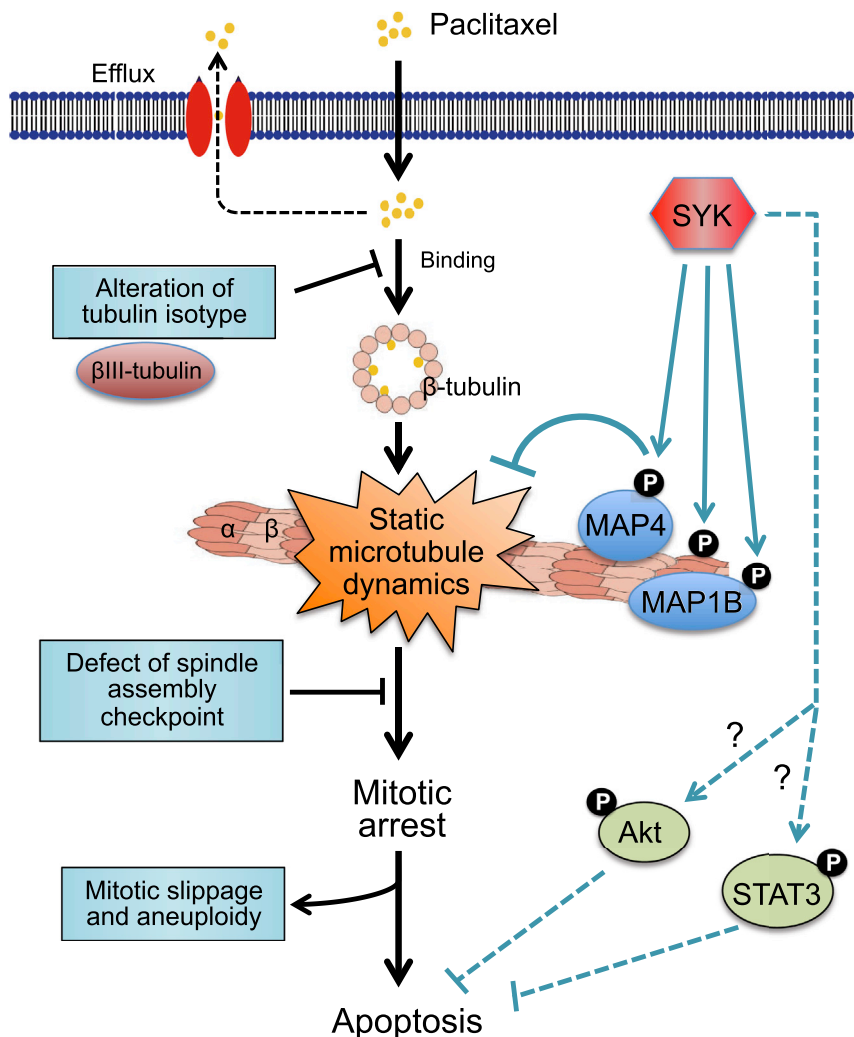 Paclitaxel
Efflux
SYK
Binding
Alteration of
tubulin isotype
βIII-tubulin
β-tubulin
P
MAP4
P
P
MAP1B
α β
Static
microtubule
dynamics
Defect of spindle
assembly
checkpoint
?
?
Mitotic
arrest
P
Akt
P
STAT3
Mitotic slippage
and aneuploidy
Apoptosis